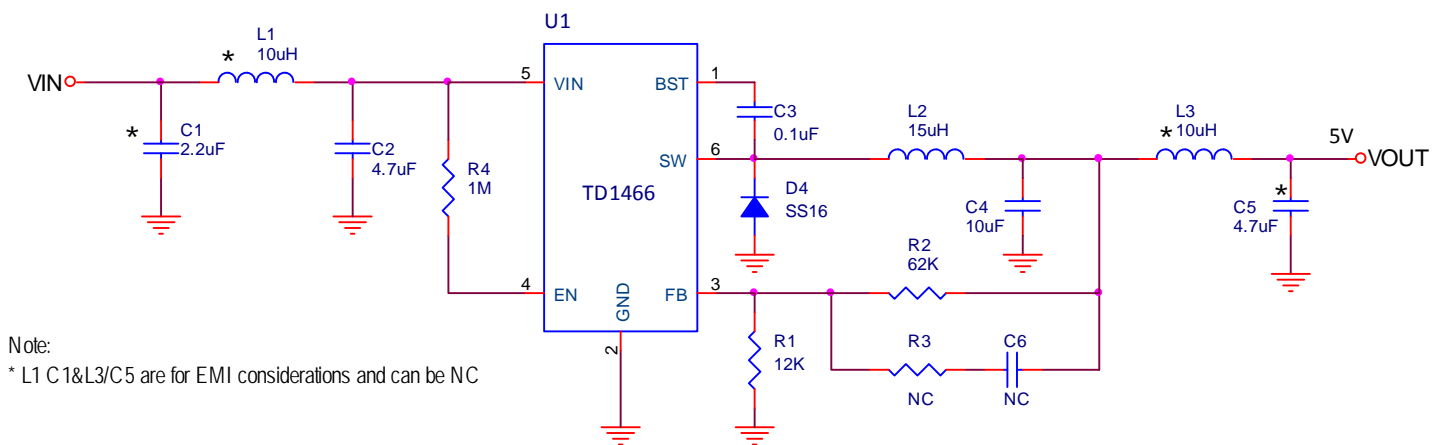 U1
L1
10uH
*
VIN
5
VIN
BST
1
C3
0.1uF
L2
15uH
L3
*
10uH
5V
VOUT
*
C1
2.2uF
C2
4.7uF
R4
1M
SW
6
TD1466
D4
SS16
C4
10uF
*
C5
4.7uF
R2
62K
4
EN
GND
2
FB
3
R1
12K
R3
NC
C6
NC
Note:
* L1 C1&L3/C5 are for EMI considerations and can be NC